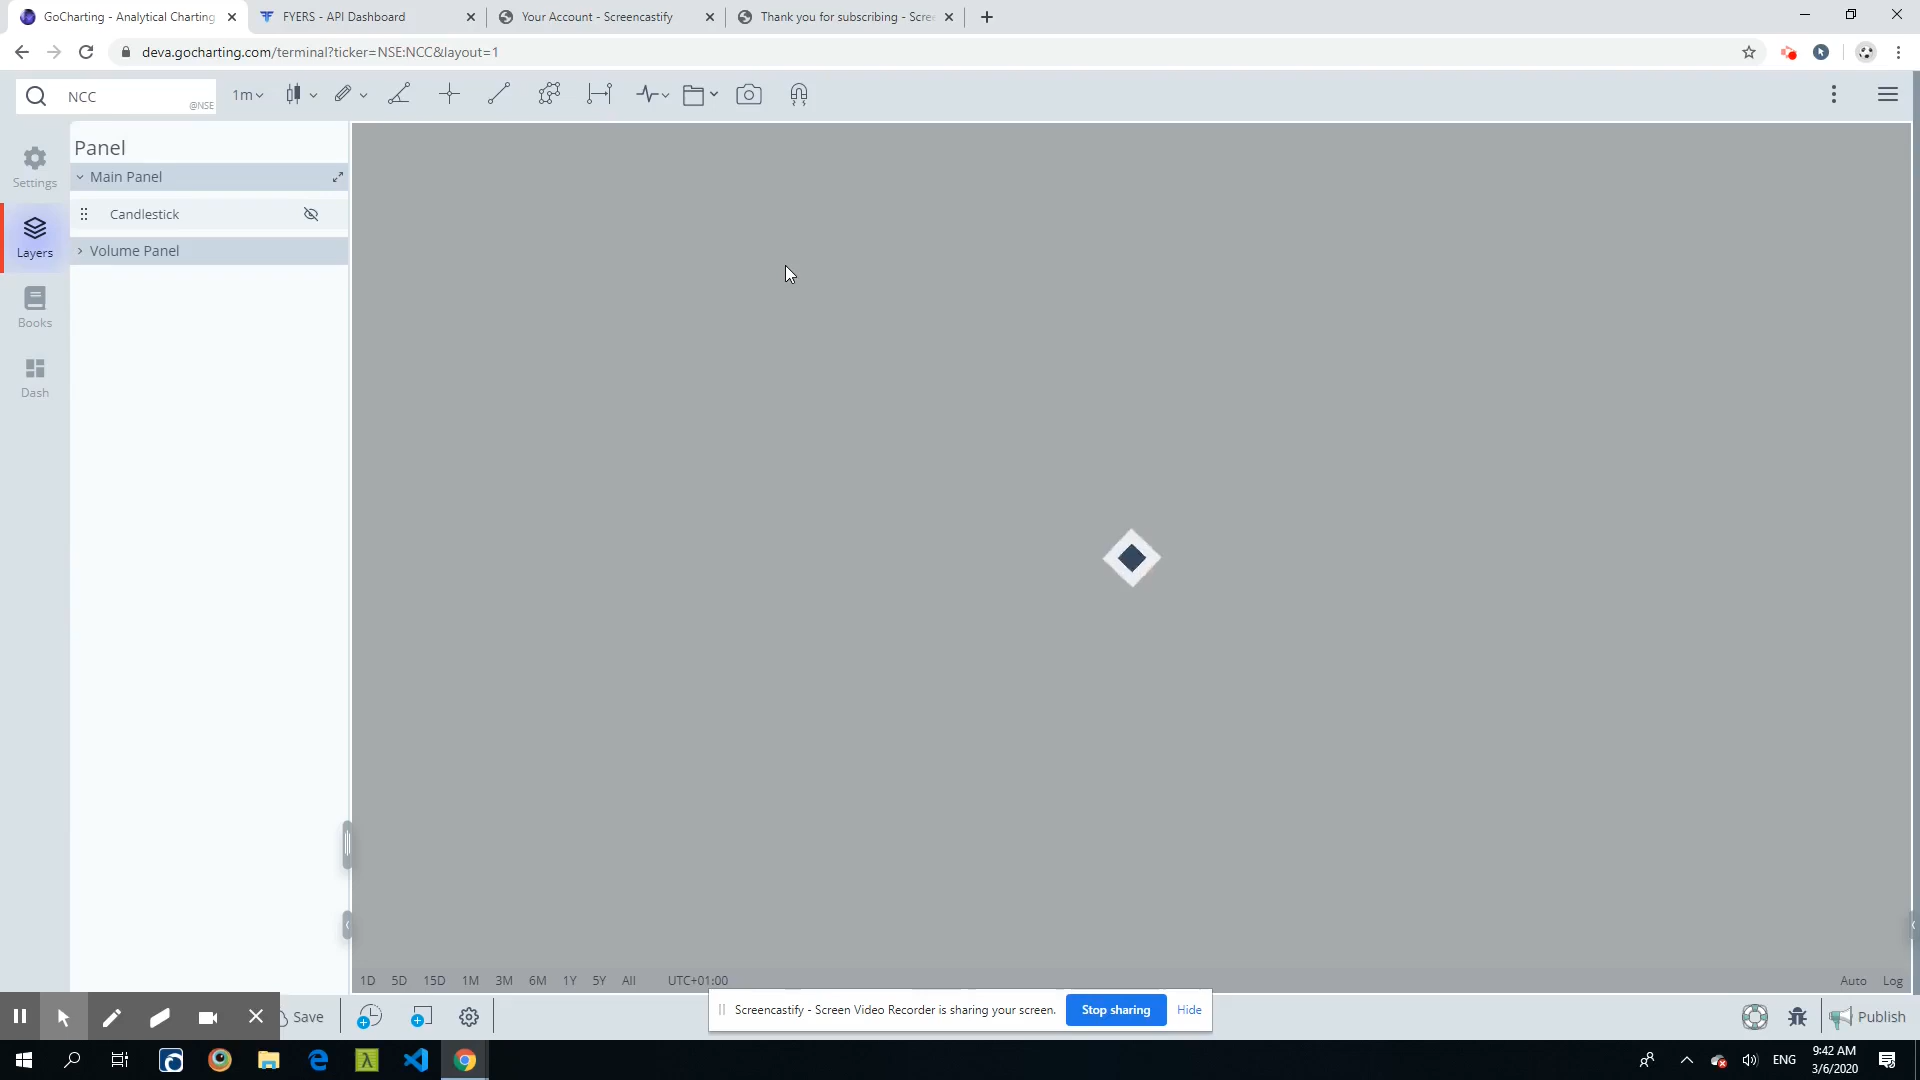 GoCharting - Analytical Charting
FYERS - API Dashboard
Your Account - Screencastify
Thank you for subscribing - Scree
deva.gocharting.com/terminal?ticker=NSE:NCC&layout=1
NCC
@NSE
1m
Panel
Main Panel
Settings
Candlestick
Layers
Volume Panel
Books
Dash
1D 5D 15D 1M 3M 6M 1Y 5Y All UTC+01:00
Auto Log
Save
Screencastify - Screen Video Recorder is sharing your screen.
Stop sharing
Hide
Publish
ENG
9:42 AM
3/6/2020